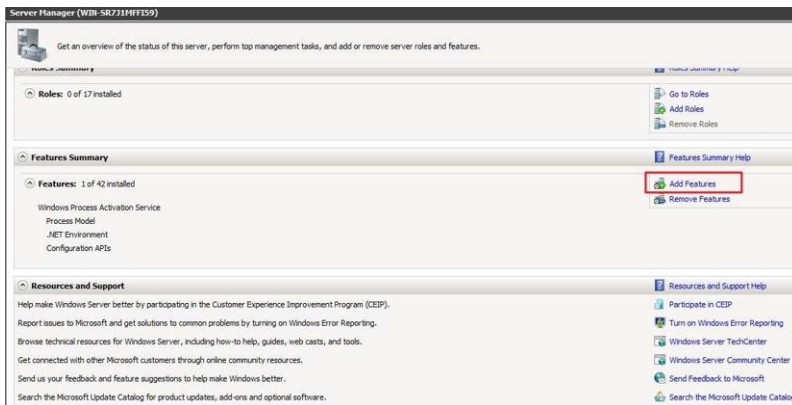 Server Manager (WIN-SR7J1MFFI59)
Get an overview of the status of this server, perform top management tasks, and add or remove server roles and features.
Roles Summary
Roles Summary Help
Roles: 0 of 17 installed
Go to Roles
Add Roles
Remove Roles
Features Summary
Features Summary Help
Features: 1 of 42 installed
Add Features
Remove Features
Windows Process Activation Service
Process Model
.NET Environment
Configuration APIs
Resources and Support
Resources and Support Help
Help make Windows Server better by participating in the Customer Experience Improvement Program (CEIP).
Participate in CEIP
Report issues to Microsoft and get solutions to common problems by turning on Windows Error Reporting.
Turn on Windows Error Reporting
Browse technical resources for Windows Server, including how-to help, guides, web casts, and tools.
Windows Server TechCenter
Get connected with other Microsoft customers through online community resources.
Windows Server Community Center
Send us your feedback and feature suggestions to help make Windows better.
Send Feedback to Microsoft
Search the Microsoft Update Catalog for product updates, add-ons and optional software.
Search the Microsoft Update Catalo